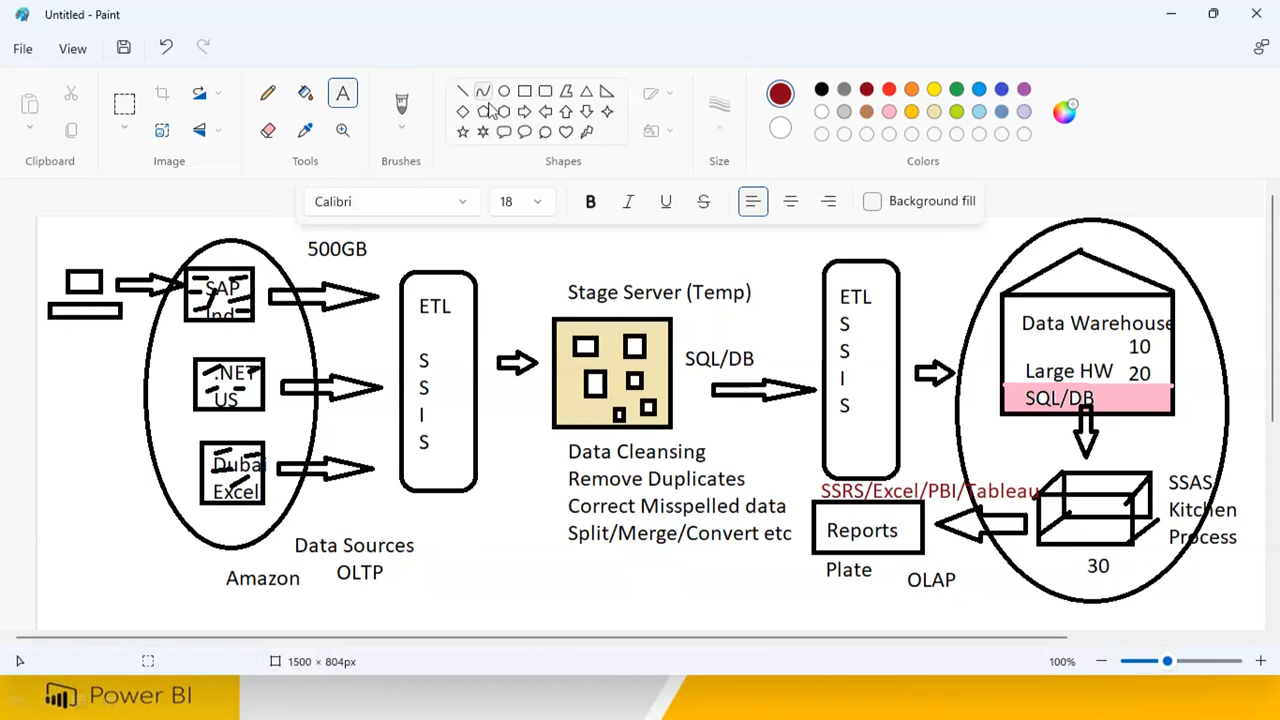 Untitled - Paint
File
View
Clipboard
Image
Tools
Brushes
Shapes
Size
Colors
Calibri
18
B
I
U
S
Background fill
500GB
SAP
Ind
.NET
US
Dubai
Excel
Data Sources
OLTP
Amazon
ETL
S
S
I
S
Stage Server (Temp)
SQL/DB
Data Cleansing
Remove Duplicates
Correct Misspelled data
Split/Merge/Convert etc
ETL
S
S
I
S
Data Warehouse
10
Large HW
20
SQL/DB
SSRS/Excel/PBI/Tableau
Reports
Plate
OLAP
SSAS
Kitchen
Process
30
1500 × 804px
100%
Power BI